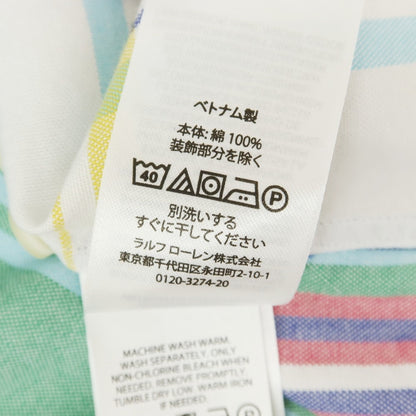 ベトナム製
本体: 綿 100%
装飾部分を除く
40 P
別洗いする
すぐに干してください
ラルフ ローレン株式会社
東京都千代田区永田町2-10-1
0120-3274-20
MACHINE WASH WARM.
WASH SEPARATELY. ONLY
NON-CHLORINE BLEACH WHEN
NEEDED. REMOVE PROMPTLY.
TUMBLE DRY LOW. WARM IRON
IF NEEDED.